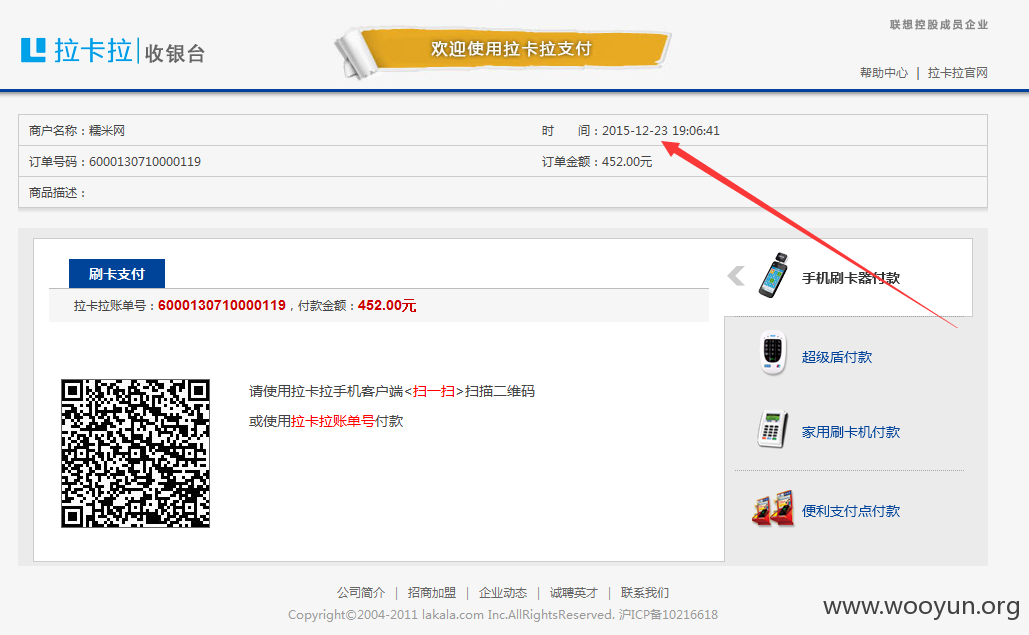 联想控股成员企业
拉卡拉|收银台
欢迎使用拉卡拉支付
帮助中心 | 拉卡拉官网
商户名称：糯米网 时 间：2015-12-23 19:06:41
订单号码：6000130710000119 订单金额：452.00元
商品描述：
刷卡支付
拉卡拉账单号：6000130710000119，付款金额：452.00元
请使用拉卡拉手机客户端<扫一扫>扫描二维码
或使用拉卡拉账单号付款
手机刷卡器付款
超级盾付款
家用刷卡机付款
便利支付点付款
公司简介 | 招商加盟 | 企业动态 | 诚聘英才 | 联系我们
Copyright©2004-2011 lakala.com Inc.AllRightsReserved. 沪ICP备10216618
www.wooyun.org